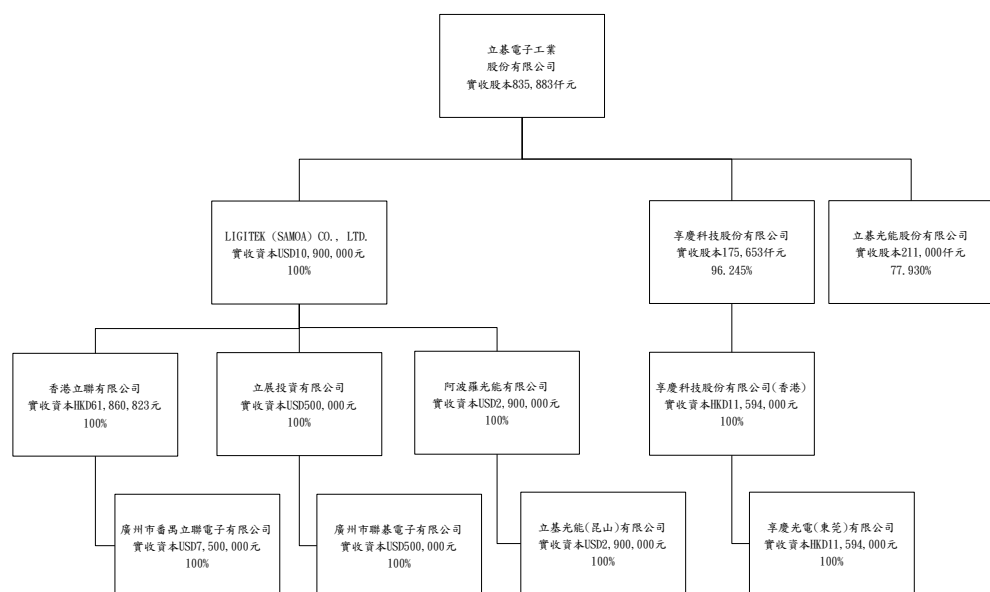 立碁電子工業
股份有限公司
實收股本835,883仟元
LIGITEK (SAMOA) CO., LTD.
實收資本USD10,900,000元
100%
享慶科技股份有限公司
實收股本175,653仟元
96.245%
立碁光能股份有限公司
實收股本211,000仟元
77.930%
香港立聯有限公司
實收資本HKD61,860,823元
100%
立展投資有限公司
實收資本USD500,000元
100%
阿波羅光能有限公司
實收資本USD2,900,000元
100%
享慶科技股份有限公司(香港)
實收資本HKD11,594,000元
100%
廣州市番禺立聯電子有限公司
實收資本USD7,500,000元
100%
廣州市聯碁電子有限公司
實收資本USD500,000元
100%
立基光能(昆山)有限公司
實收資本USD2,900,000元
100%
享慶光電(東莞)有限公司
實收資本HKD11,594,000元
100%